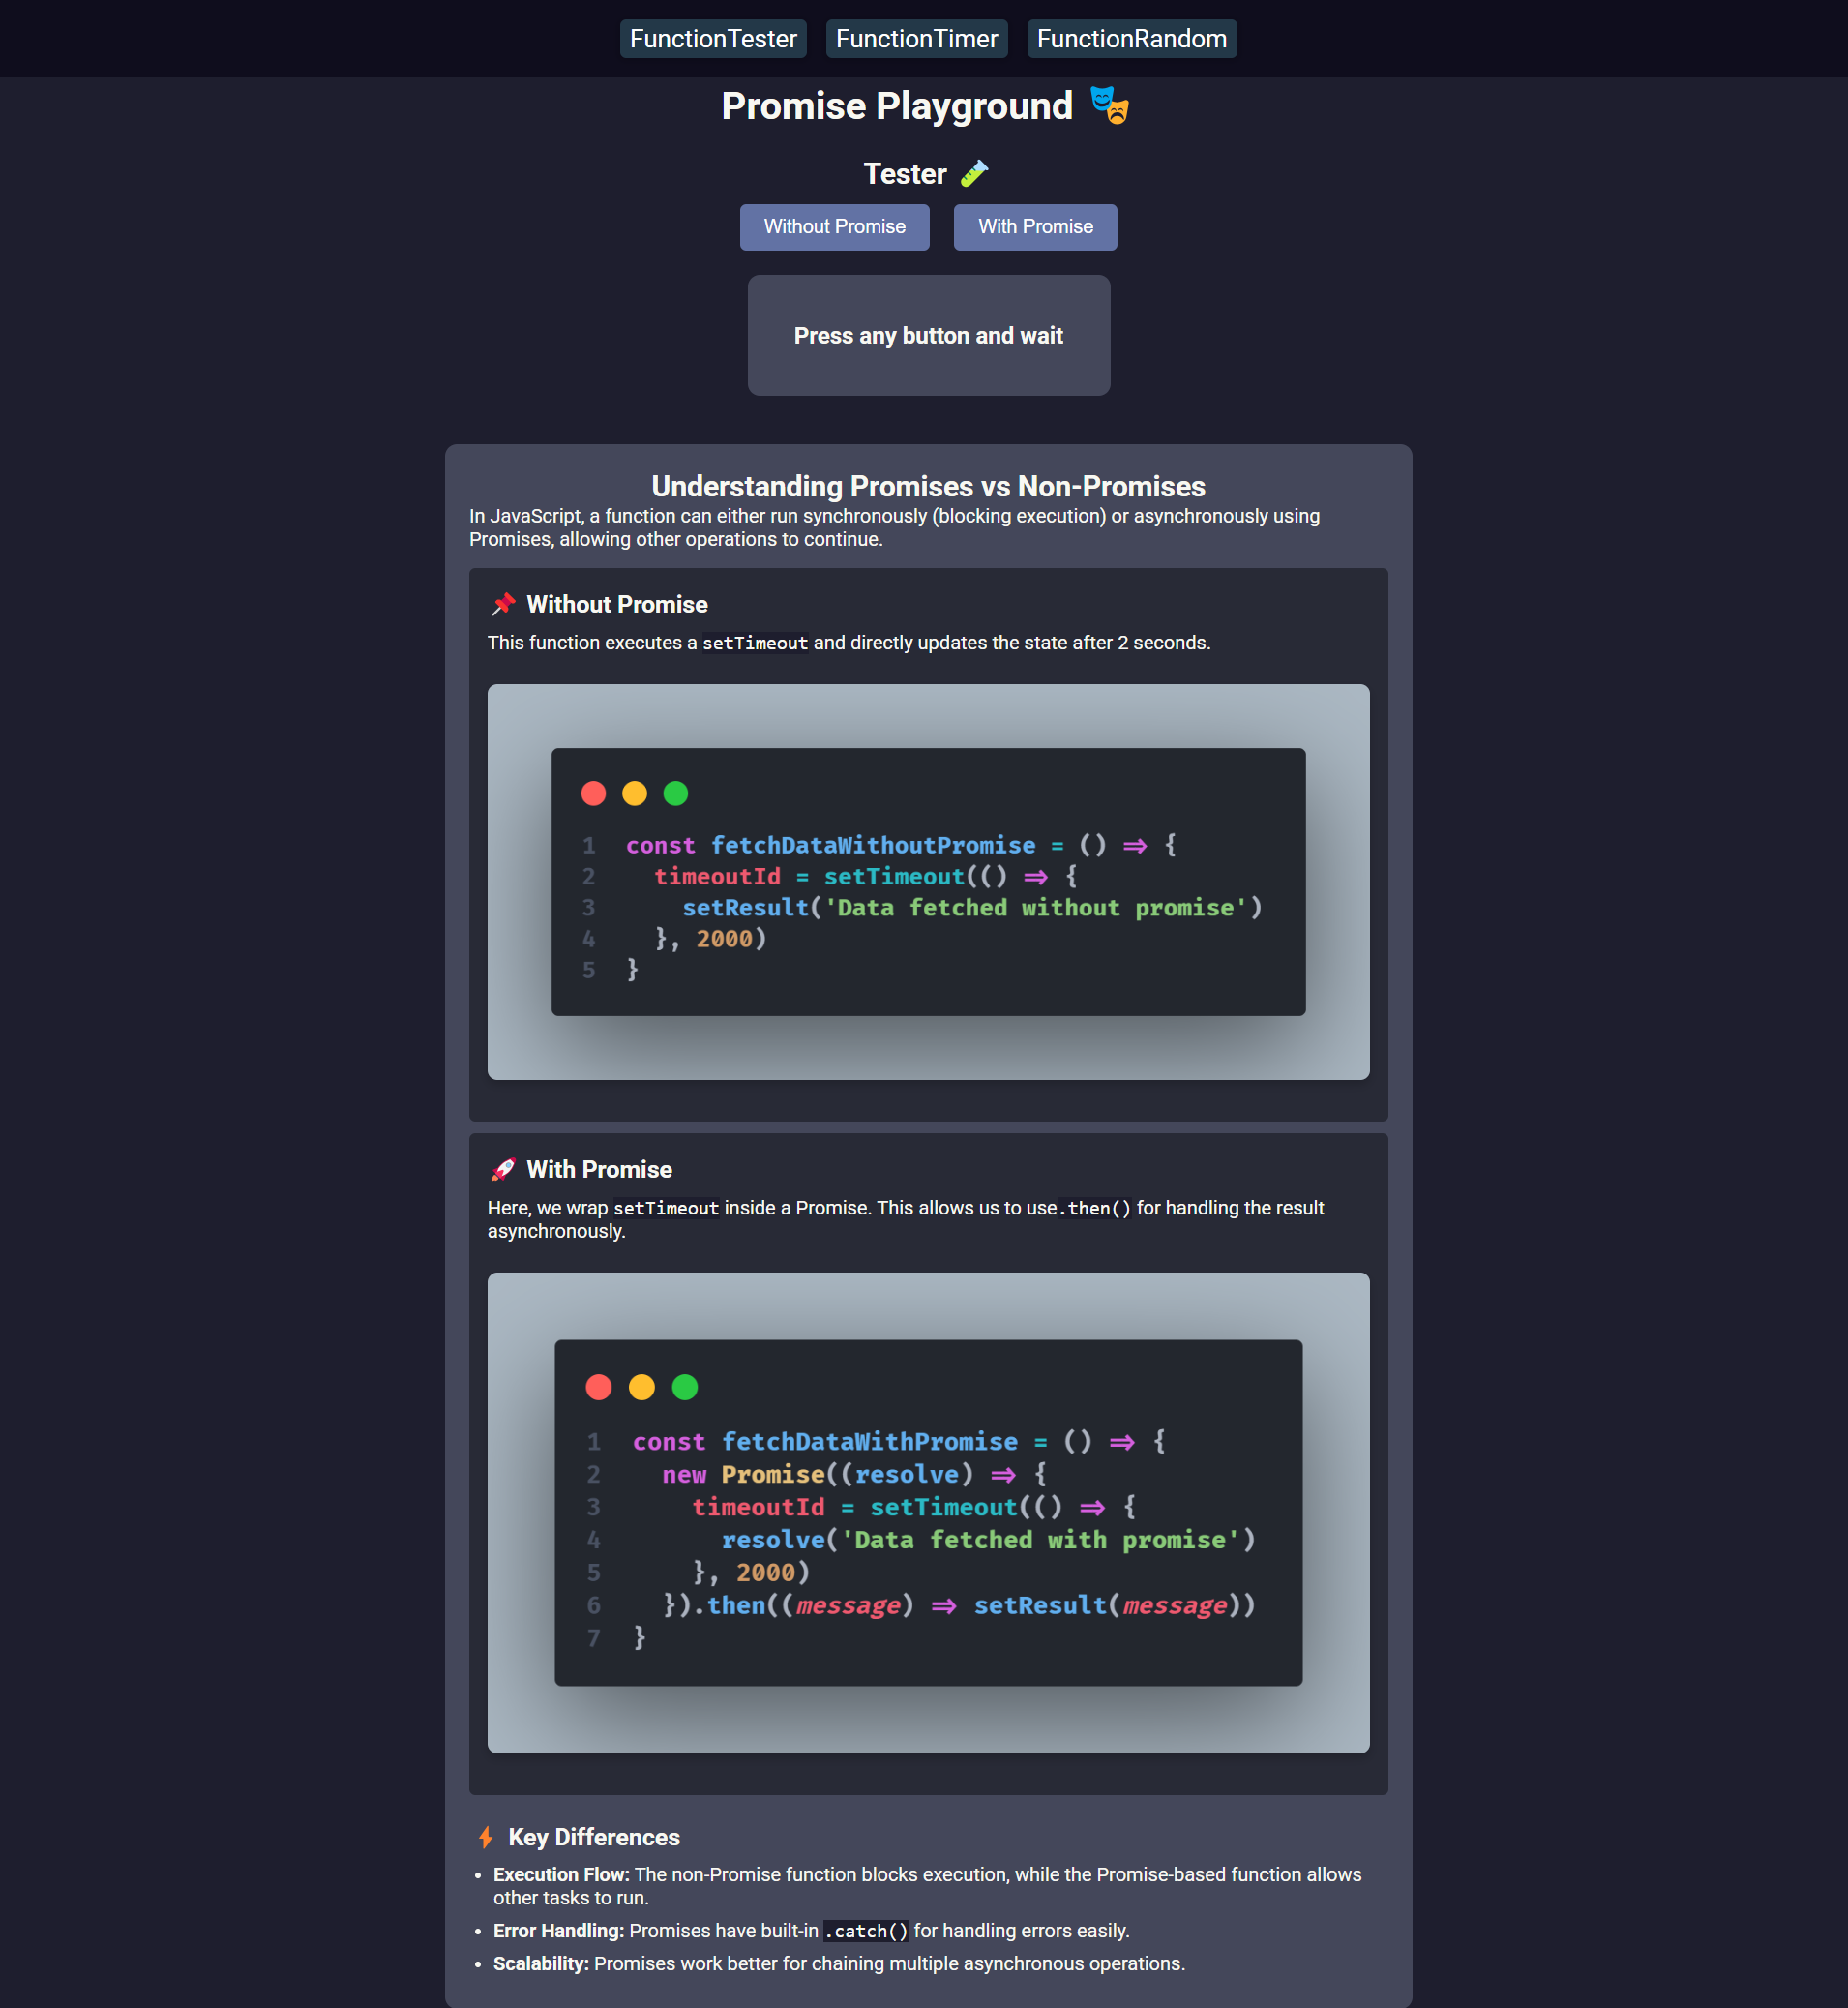 FunctionTester FunctionTimer FunctionRandom
Promise Playground 🎭
Tester 🧪
Without Promise With Promise
Press any button and wait
Understanding Promises vs Non-Promises
In JavaScript, a function can either run synchronously (blocking execution) or asynchronously using
Promises, allowing other operations to continue.
📌 Without Promise
This function executes a setTimeout and directly updates the state after 2 seconds.
1 const fetchDataWithoutPromise = () => {
2   timeoutId = setTimeout(() => {
3     setResult('Data fetched without promise')
4   }, 2000)
5 }
🚀 With Promise
Here, we wrap setTimeout inside a Promise. This allows us to use.then() for handling the result
asynchronously.
1 const fetchDataWithPromise = () => {
2   new Promise((resolve) => {
3     timeoutId = setTimeout(() => {
4       resolve('Data fetched with promise')
5     }, 2000)
6   }).then((message) => setResult(message))
7 }
⚡ Key Differences
• Execution Flow: The non-Promise function blocks execution, while the Promise-based function allows
other tasks to run.
• Error Handling: Promises have built-in .catch() for handling errors easily.
• Scalability: Promises work better for chaining multiple asynchronous operations.